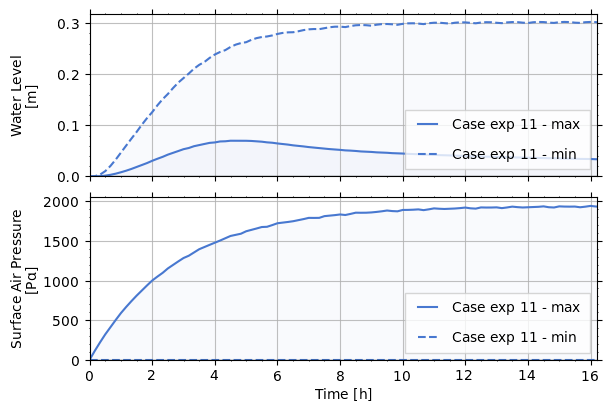 0.3
0.2
0.1
0.0
Water Level
[m]
Case exp 11 - max
Case exp 11 - min
2000
1500
1000
500
0
Surface Air Pressure
[Pa]
Case exp 11 - max
Case exp 11 - min
0 2 4 6 8 10 12 14 16
Time [h]